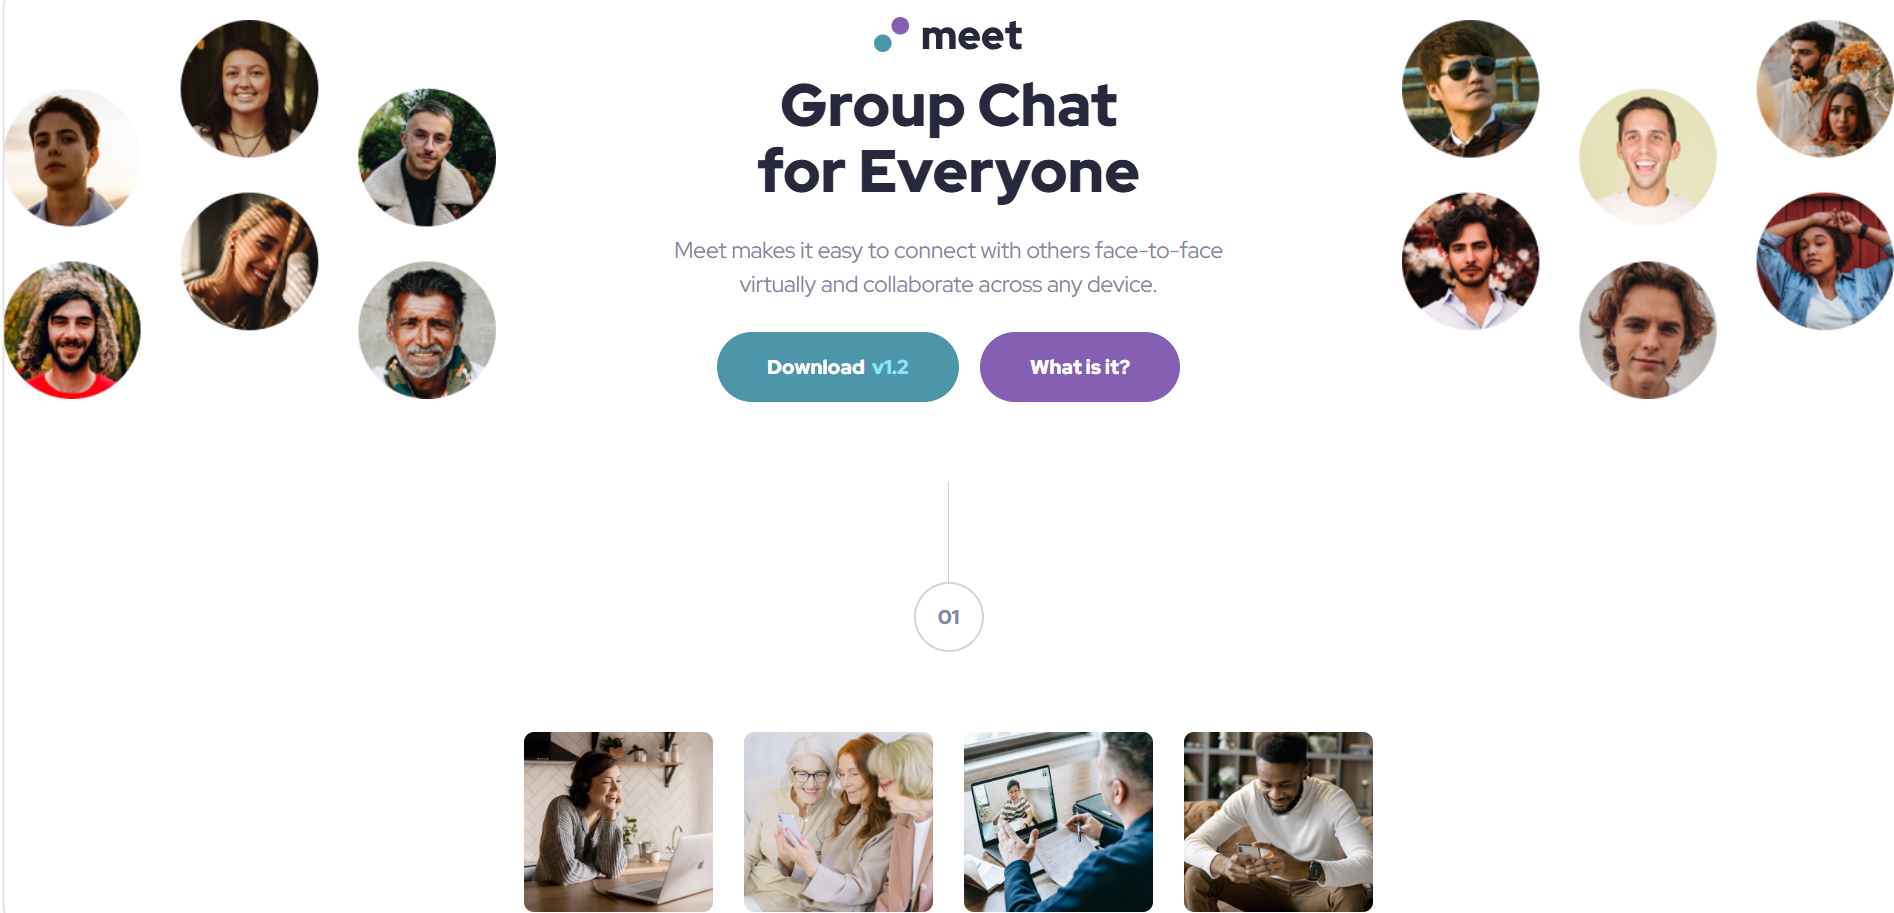 meet
Group Chat
for Everyone
Meet makes it easy to connect with others face-to-face
virtually and collaborate across any device.
Download v1.2
What is it?
01